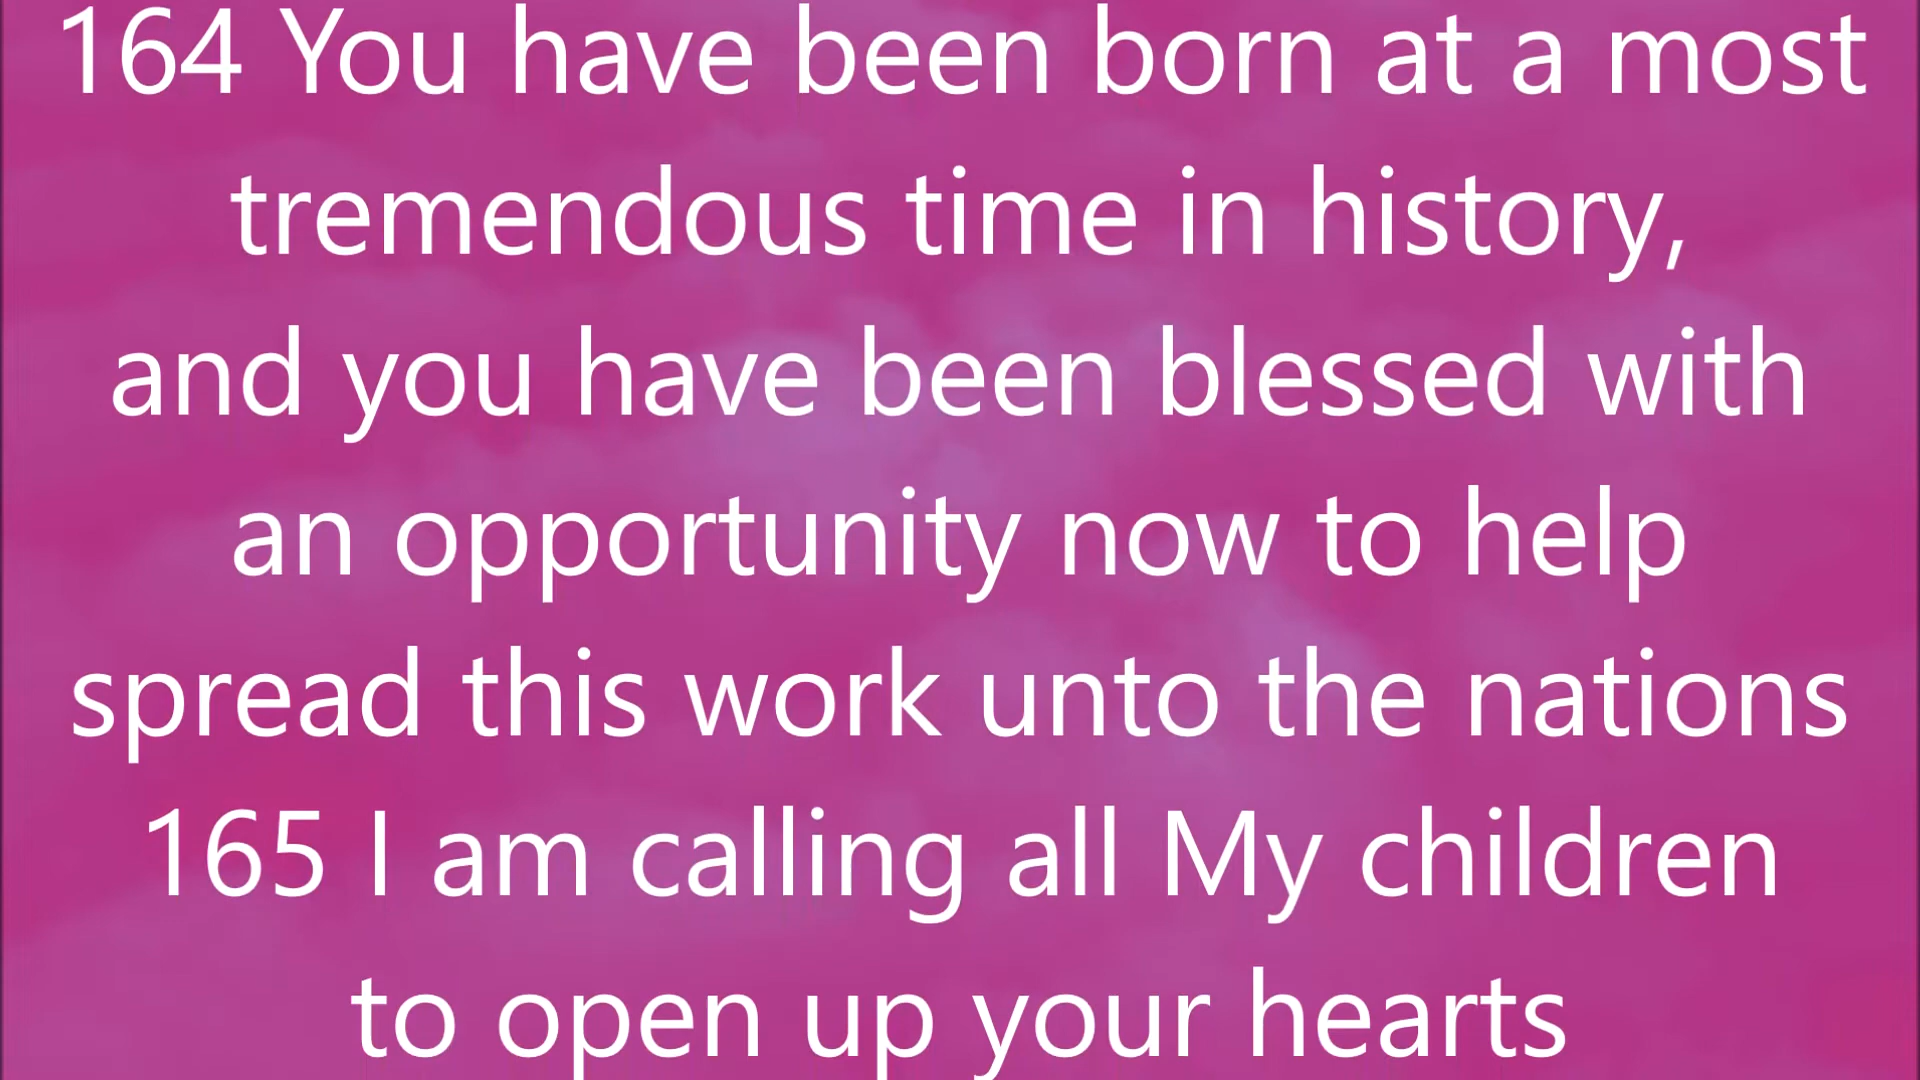 164 You have been born at a most
tremendous time in history,
and you have been blessed with
an opportunity now to help
spread this work unto the nations
165 I am calling all My children
to open up your hearts